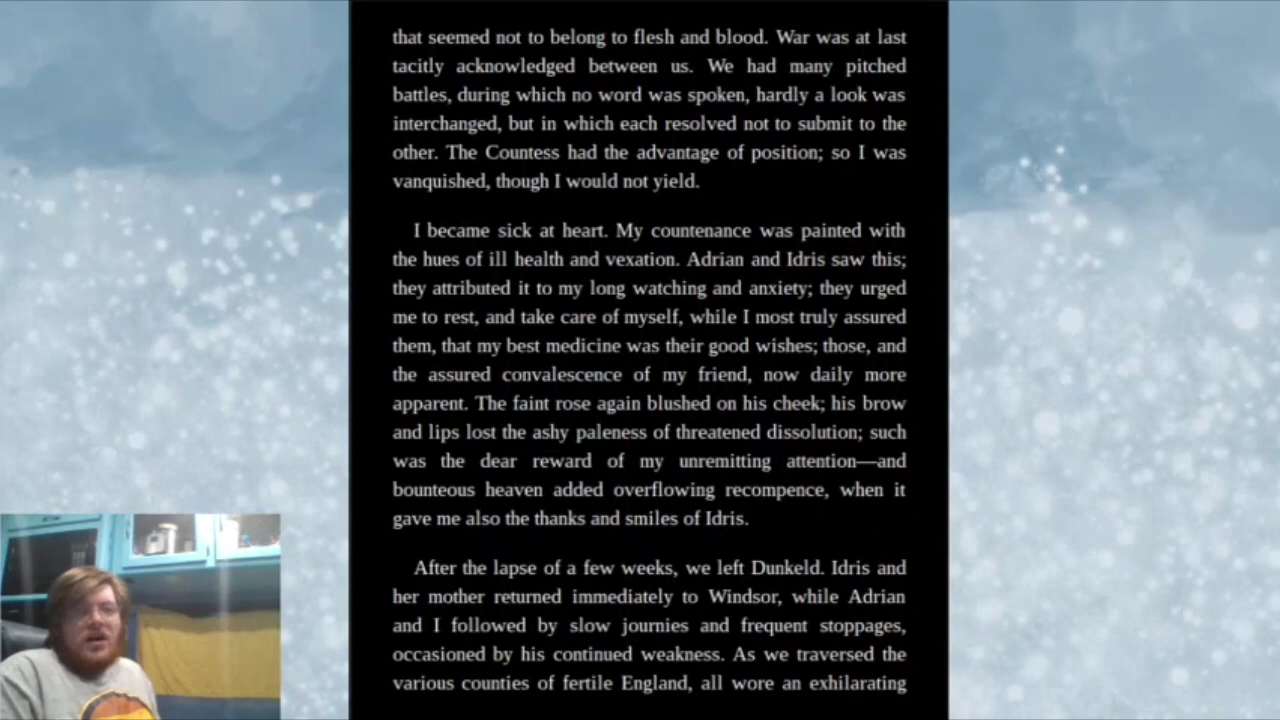 that seemed not to belong to flesh and blood. War was at last
tacitly acknowledged between us. We had many pitched
battles, during which no word was spoken, hardly a look was
interchanged, but in which each resolved not to submit to the
other. The Countess had the advantage of position; so I was
vanquished, though I would not yield.
I became sick at heart. My countenance was painted with
the hues of ill health and vexation. Adrian and Idris saw this;
they attributed it to my long watching and anxiety; they urged
me to rest, and take care of myself, while I most truly assured
them, that my best medicine was their good wishes; those, and
the assured convalescence of my friend, now daily more
apparent. The faint rose again blushed on his cheek; his brow
and lips lost the ashy paleness of threatened dissolution; such
was the dear reward of my unremitting attention—and
bounteous heaven added overflowing recompence, when it
gave me also the thanks and smiles of Idris.
After the lapse of a few weeks, we left Dunkeld. Idris and
her mother returned immediately to Windsor, while Adrian
and I followed by slow journies and frequent stoppages,
occasioned by his continued weakness. As we traversed the
various counties of fertile England, all wore an exhilarating